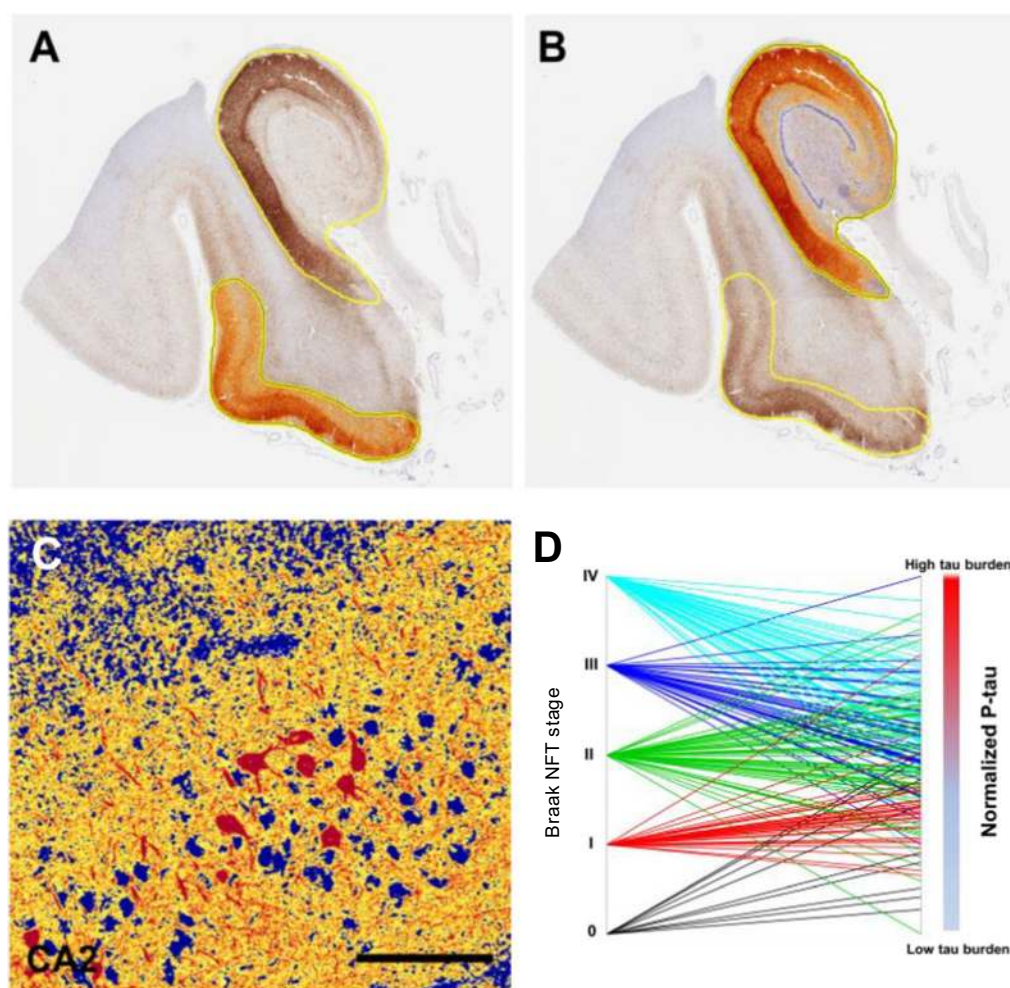 A
B
C
CA2
D
High tau burden
IV
III
II
I
0
Braak NFT stage
Normalized P-tau
Low tau burden